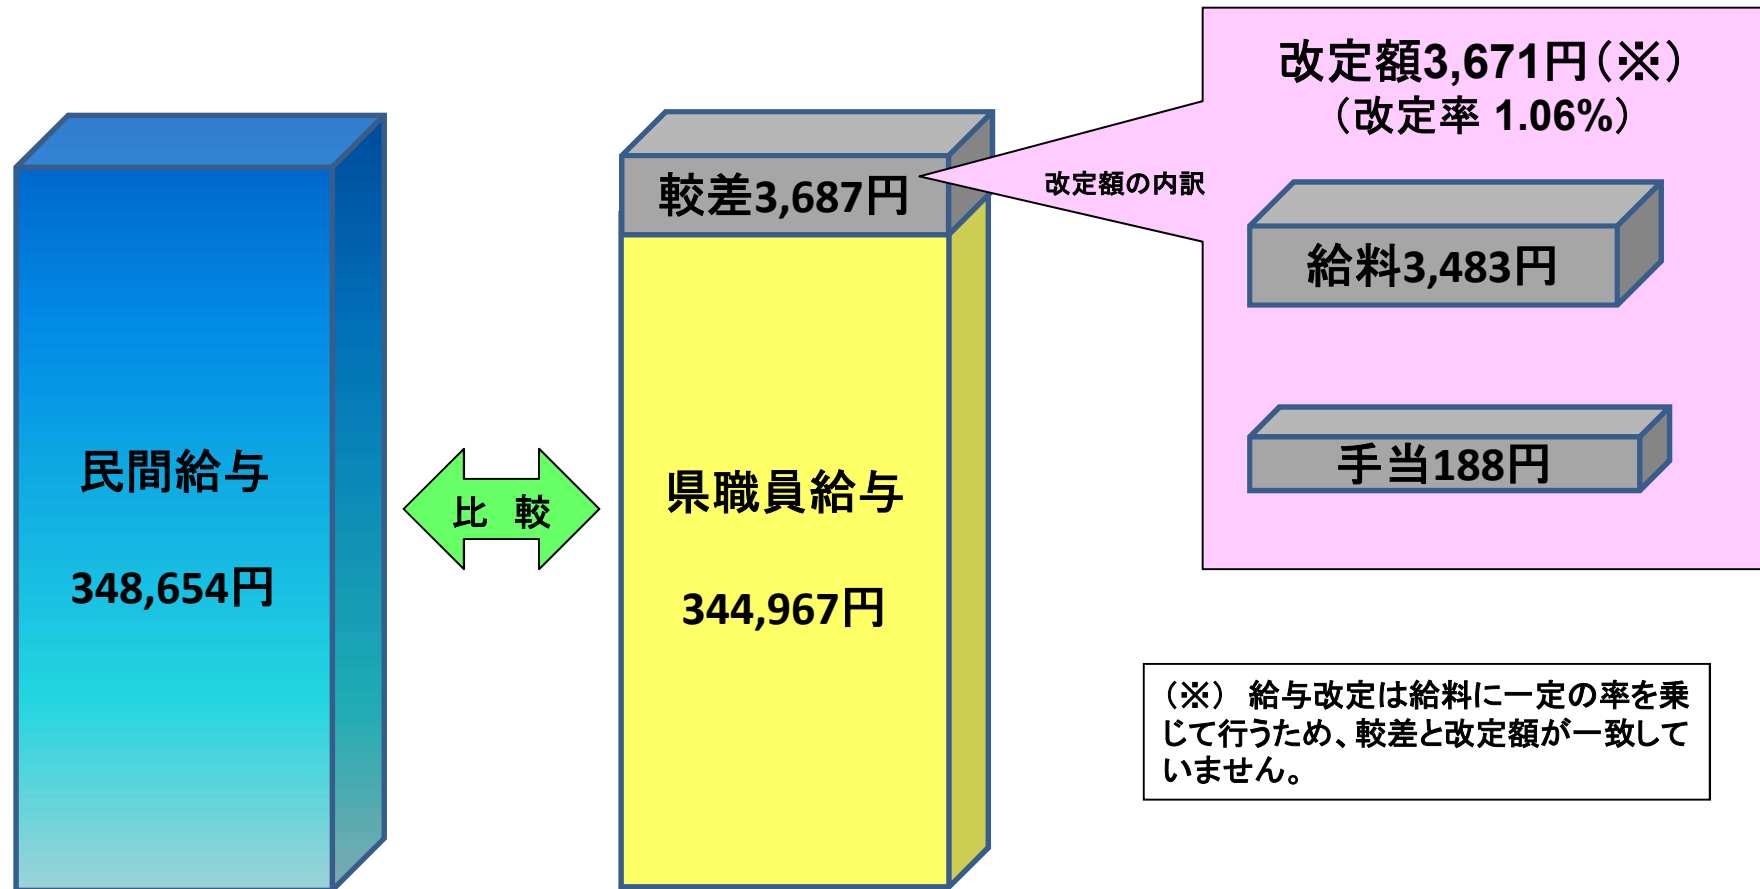 民間給与
348,654円
比 較
較差3,687円
県職員給与
344,967円
改定額3,671円(※)
(改定率 1.06%)
改定額の内訳
給料3,483円
手当188円
(※) 給与改定は給料に一定の率を乗
じて行うため、較差と改定額が一致して
いません。